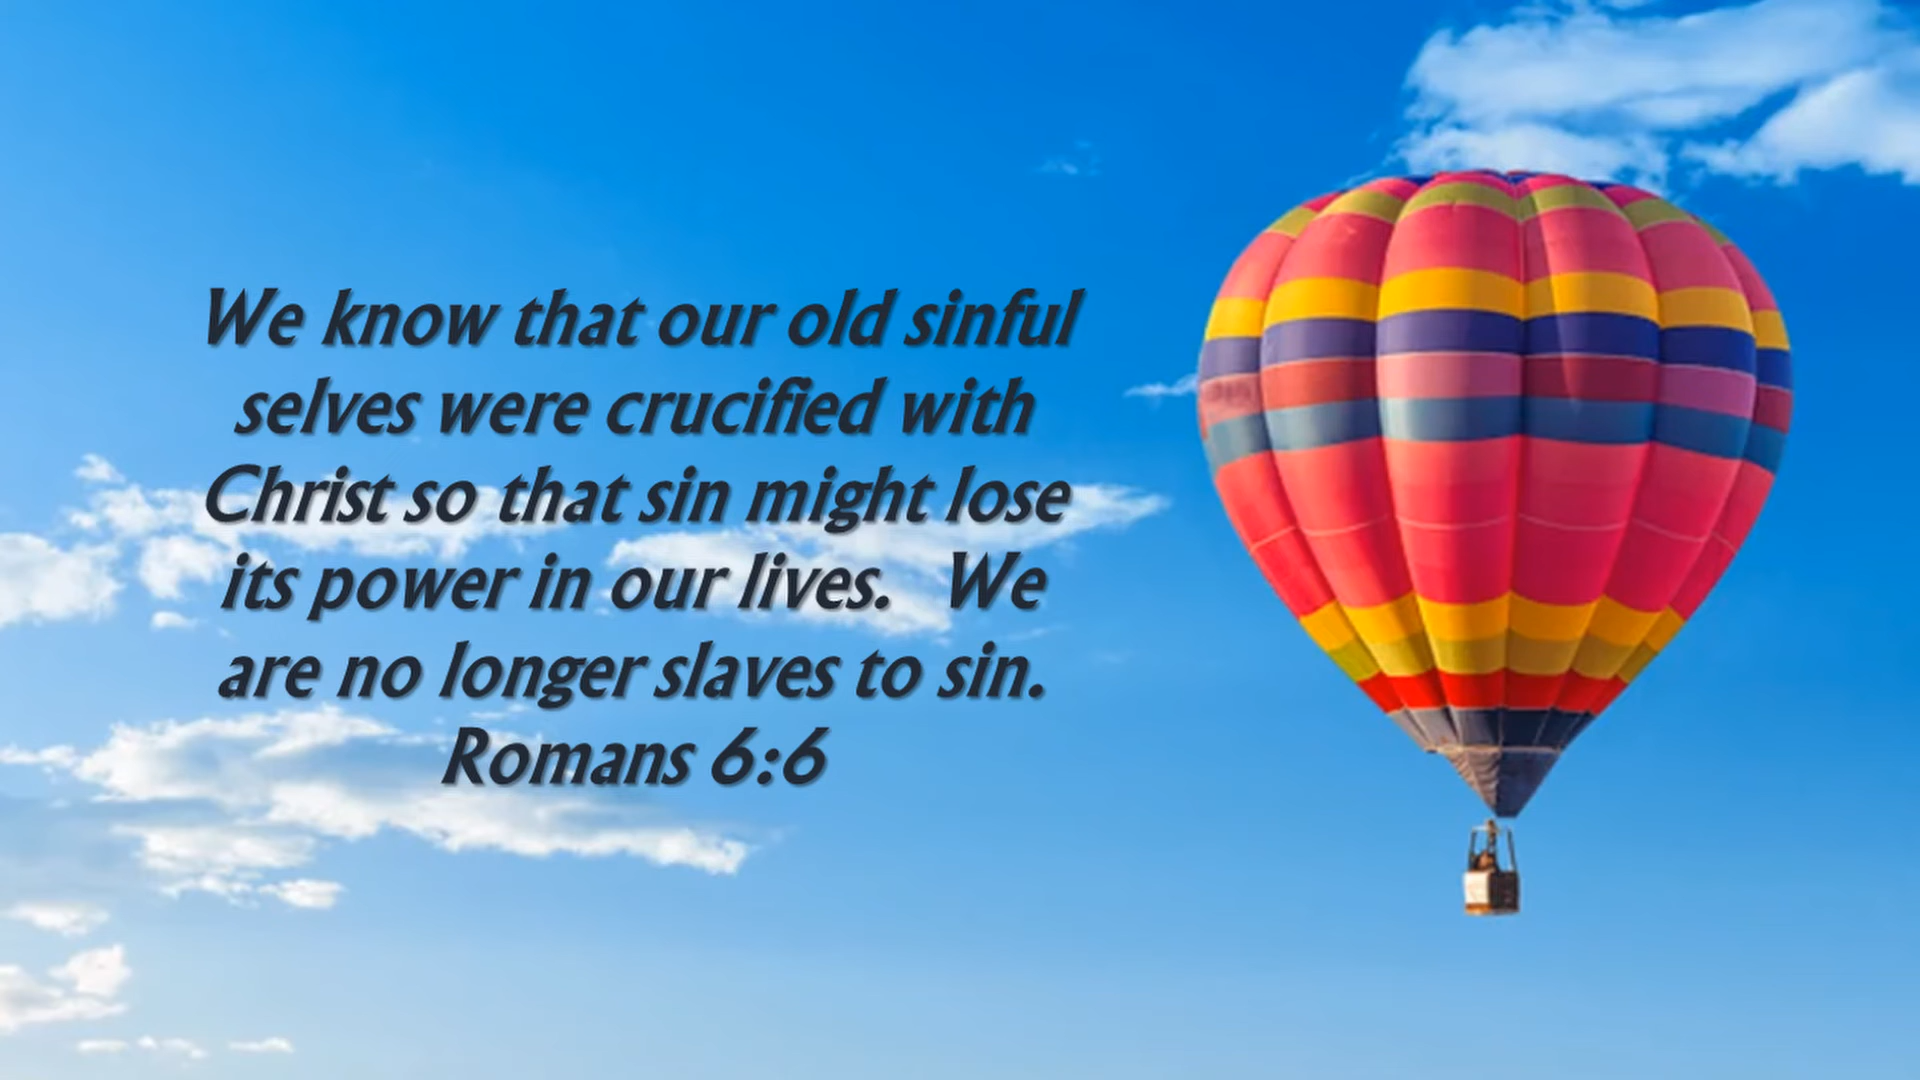 We know that our old sinful
selves were crucified with
Christ so that sin might lose
its power in our lives.   We
are no longer slaves to sin.
Romans 6:6